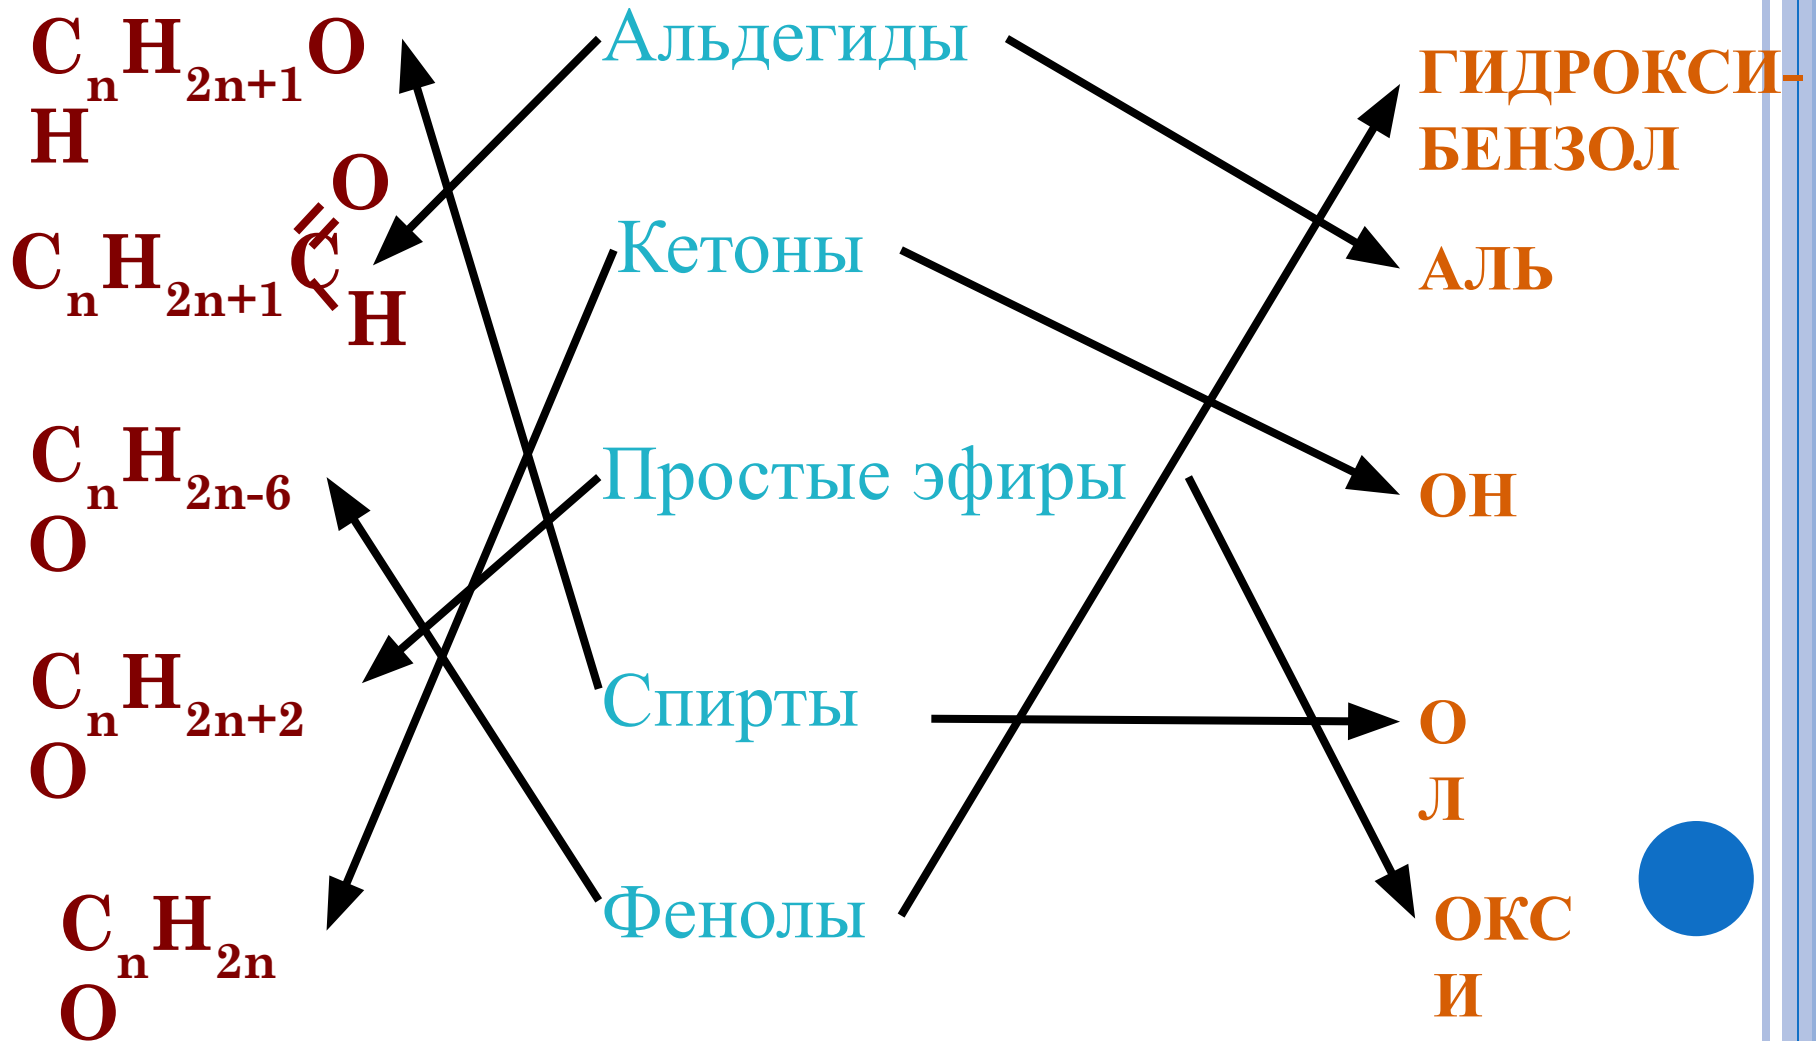 CnH2n+1O
H
CnH2n+1C
O
H
CnH2n-6
O
CnH2n+2
O
CnH2n
O
Альдегиды
Кетоны
Простые эфиры
Спирты
Фенолы
ГИДРОКСИ-
БЕНЗОЛ
АЛЬ
ОН
О
Л
ОКС
И